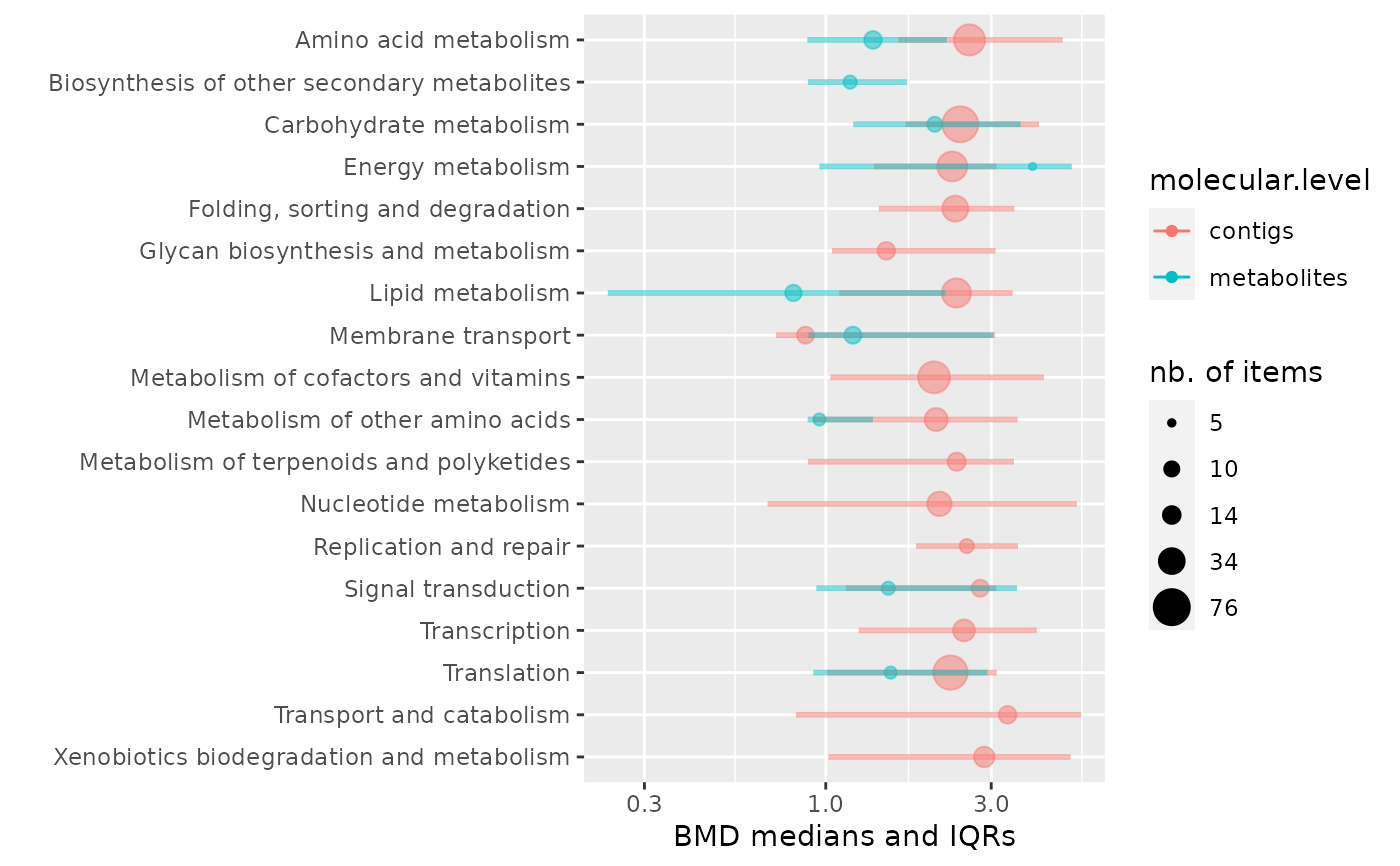 Amino acid metabolism
Biosynthesis of other secondary metabolites
Carbohydrate metabolism
Energy metabolism
Folding, sorting and degradation
Glycan biosynthesis and metabolism
Lipid metabolism
Membrane transport
Metabolism of cofactors and vitamins
Metabolism of other amino acids
Metabolism of terpenoids and polyketides
Nucleotide metabolism
Replication and repair
Signal transduction
Transcription
Translation
Transport and catabolism
Xenobiotics biodegradation and metabolism
0.3 1.0 3.0
BMD medians and IQRs
molecular.level
contigs
metabolites
nb. of items
5
10
14
34
76